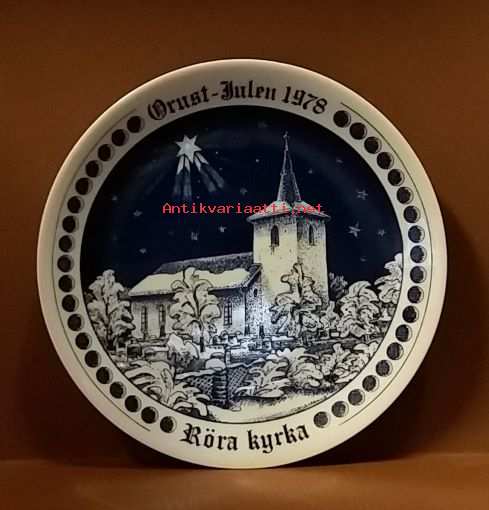 Orust-Julen 1978
Antikvariaatti.net
Röra kyrka